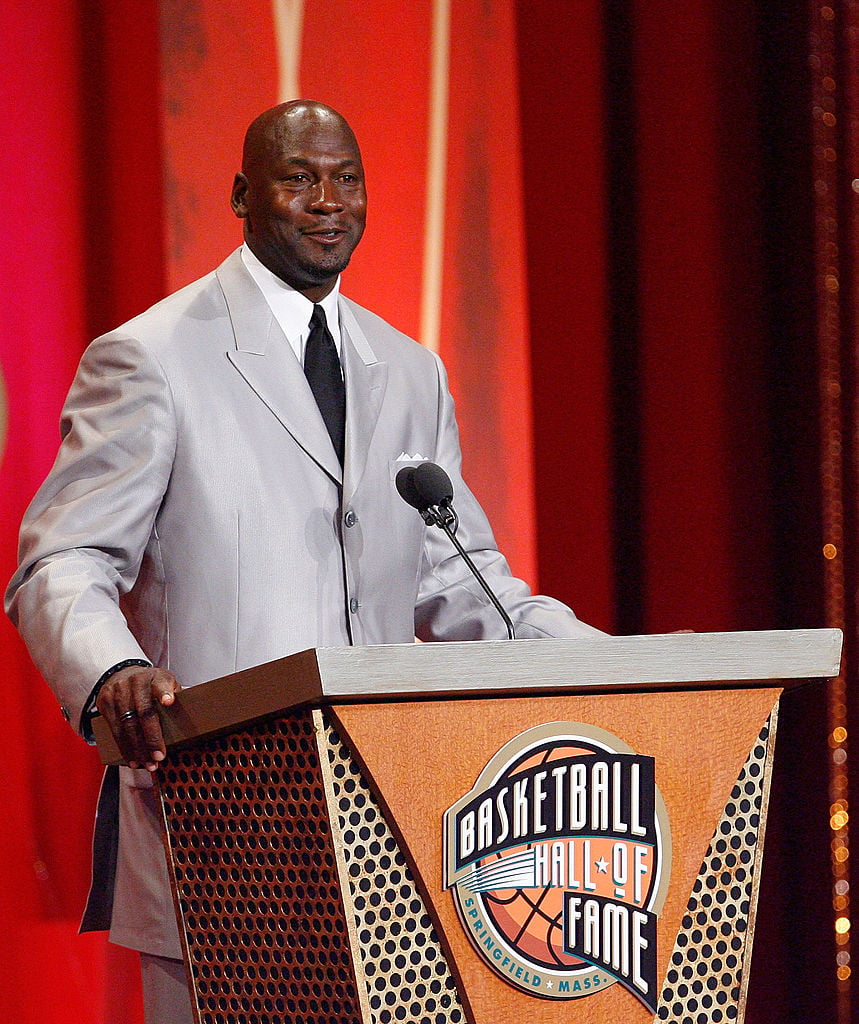 BASKETBALL
HALL OF
FAME
SPRINGFIELD ★ MASS.